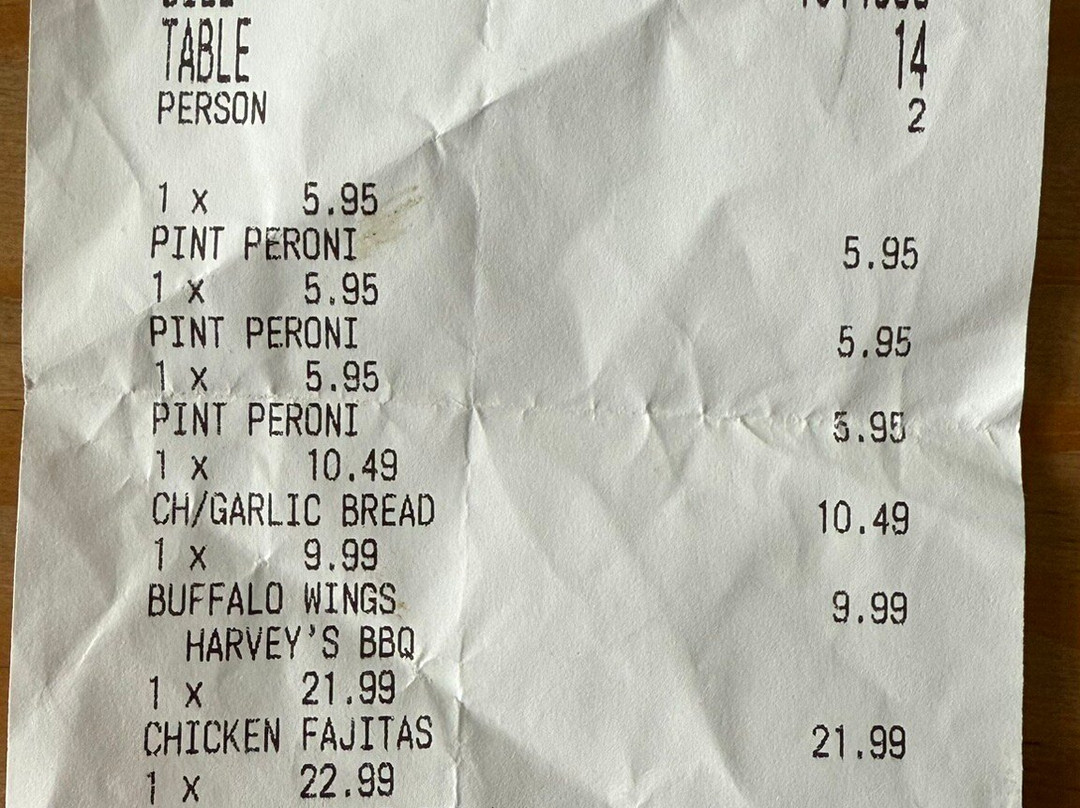 TABLE 14
PERSON 2
1 x 5.95
PINT PERONI 5.95
1 x 5.95
PINT PERONI 5.95
1 x 5.95
PINT PERONI 5.95
1 x 10.49
CH/GARLIC BREAD 10.49
1 x 9.99
BUFFALO WINGS 9.99
HARVEY'S BBQ
1 x 21.99
CHICKEN FAJITAS 21.99
1 x 22.99